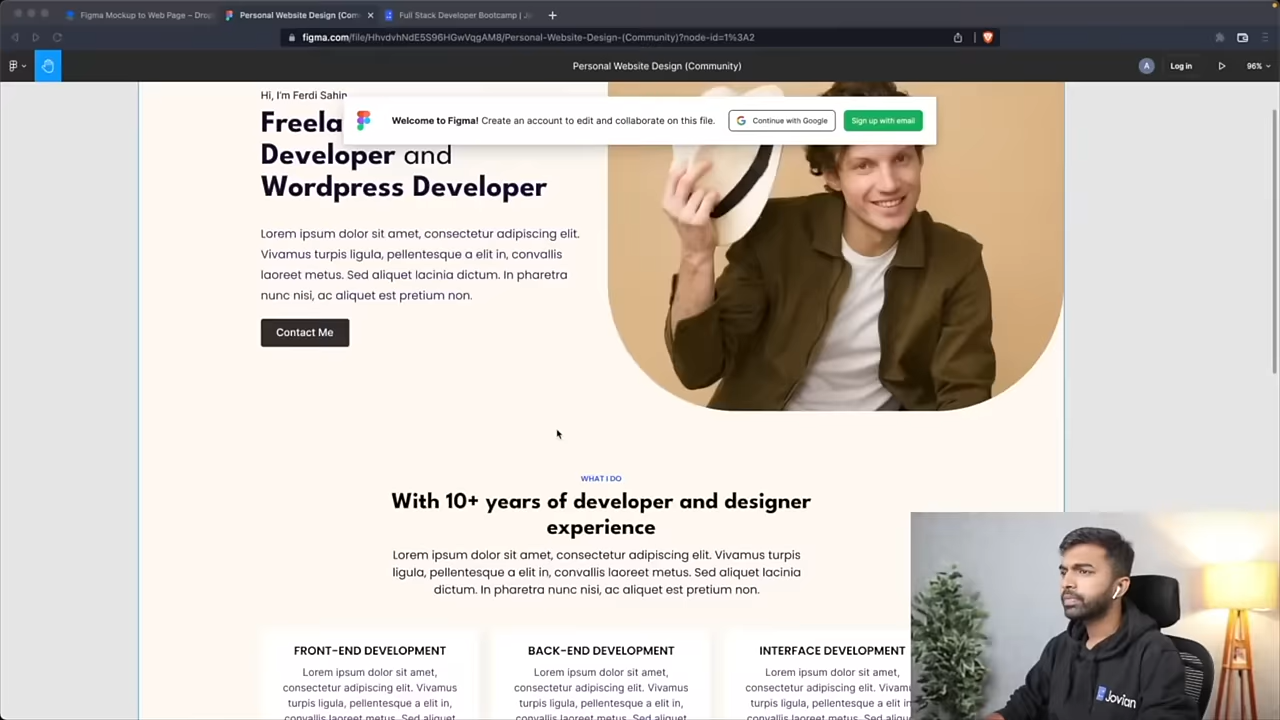 Figma Mockup to Web Page – Drop
Personal Website Design (Com
Full Stack Developer Bootcamp | Ji
figma.com/file/HhvdvhNdE5S96HGwVqgAM8/Personal-Website-Design-(Community)?node-id=1%3A2
Personal Website Design (Community)
A
Log in
96%
Hi, I'm Ferdi Sahin
Welcome to Figma! Create an account to edit and collaborate on this file.
Continue with Google
Sign up with email
Freela
Developer and
Wordpress Developer
Lorem ipsum dolor sit amet, consectetur adipiscing elit.
Vivamus turpis ligula, pellentesque a elit in, convallis
laoreet metus. Sed aliquet lacinia dictum. In pharetra
nunc nisi, ac aliquet est pretium non.
Contact Me
WHAT I DO
With 10+ years of developer and designer
experience
Lorem ipsum dolor sit amet, consectetur adipiscing elit. Vivamus turpis
ligula, pellentesque a elit in, convallis laoreet metus. Sed aliquet lacinia
dictum. In pharetra nunc nisi, ac aliquet est pretium non.
FRONT-END DEVELOPMENT
Lorem ipsum dolor sit amet,
consectetur adipiscing elit. Vivamus
turpis ligula, pellentesque a elit in,
convallis laoreet metus. Sed aliquet
BACK-END DEVELOPMENT
Lorem ipsum dolor sit amet,
consectetur adipiscing elit. Vivamus
turpis ligula, pellentesque a elit in,
convallis laoreet metus. Sed aliquet
INTERFACE DEVELOPMENT
Lorem ipsum dolor sit amet,
consectetur adipiscing elit. Vivamu
turpis ligula, pellentesque a elit in,
convallis laoreet metus. Sed aliqu
Jovian